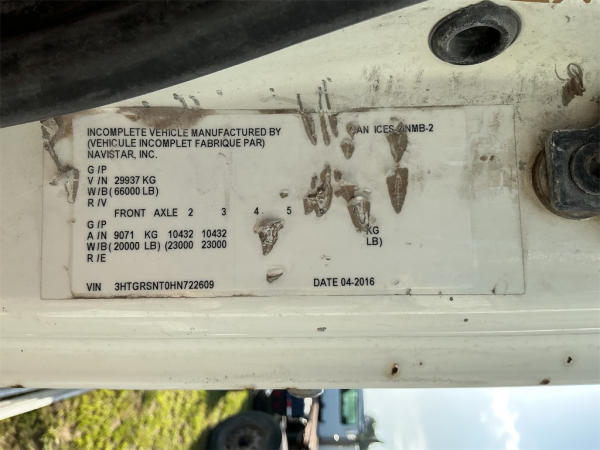 INCOMPLETE VEHICLE MANUFACTURED BY
(VEHICULE INCOMPLET FABRIQUE PAR)
NAVISTAR, INC.
AN ICES-2/NMB-2
G /P
V / N 29937 KG
W/B( 66000 LB)
R / V
FRONT AXLE 2 3 4 5
G /P
A / N 9071 KG 10432 10432 KG
W/B( 20000 LB) (23000 23000 LB)
R / E
VIN 3HTGRSNT0HN722609 DATE 04-2016